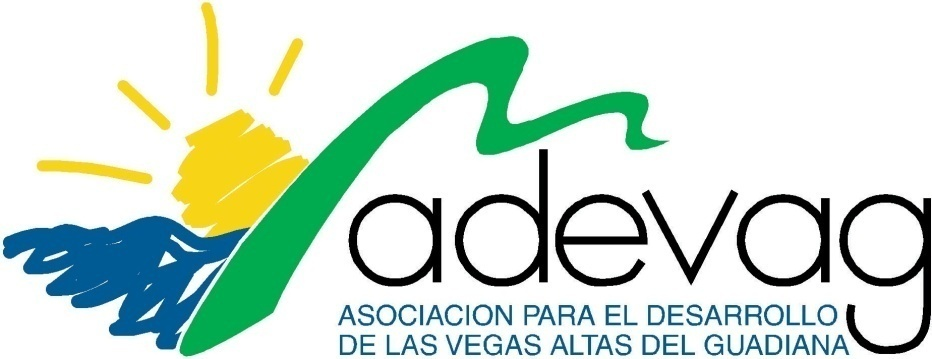 adevag
ASOCIACION PARA EL DESARROLLO
DE LAS VEGAS ALTAS DEL GUADIANA